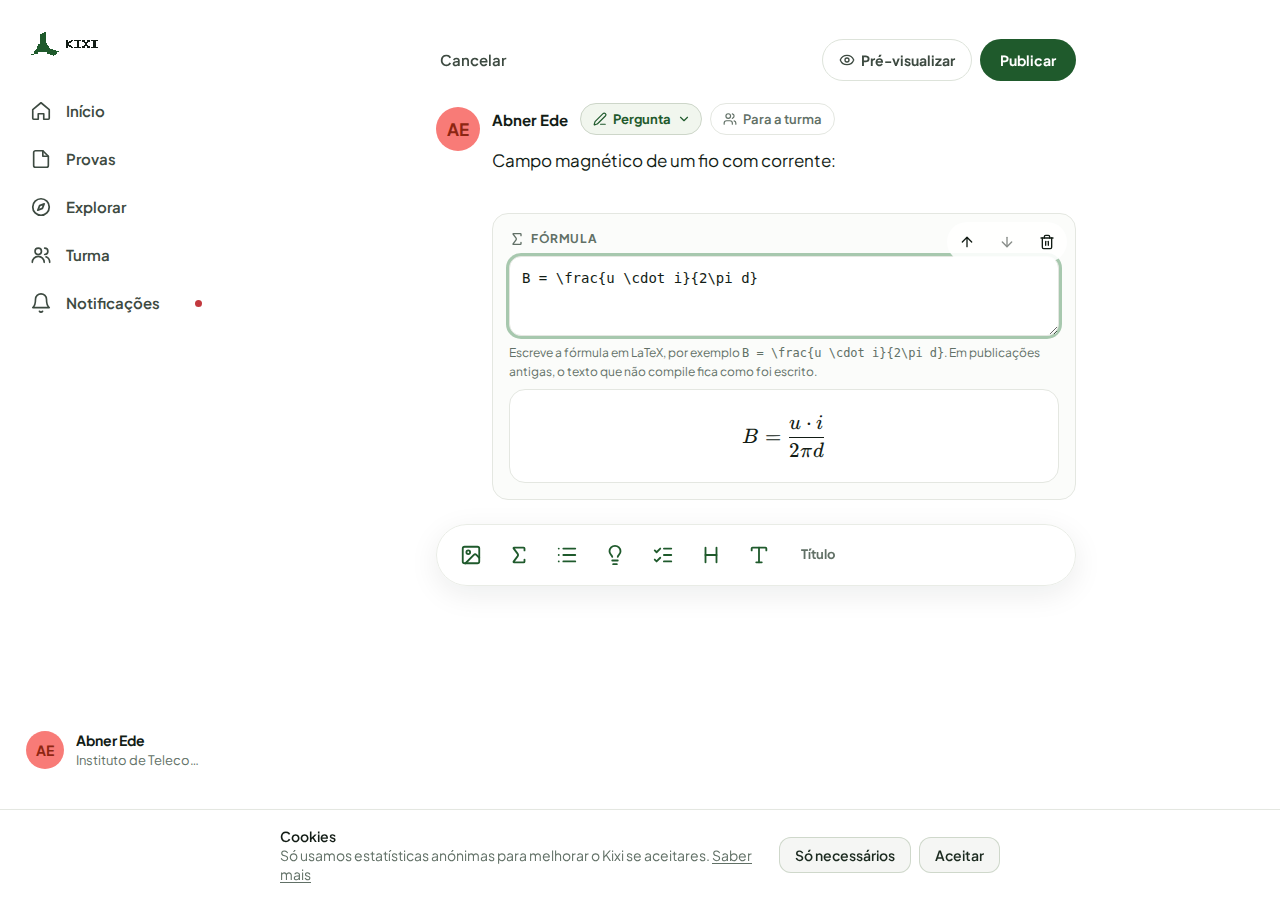 KIXI
Início
Provas
Explorar
Turma
Notificações
Cancelar
Pré-visualizar
Publicar
AE
Abner Ede
Pergunta
Para a turma
Campo magnético de um fio com corrente:
FÓRMULA
B = \frac{u \cdot i}{2\pi d}
Escreve a fórmula em LaTeX, por exemplo B = \frac{u \cdot i}{2\pi d}. Em publicações
antigas, o texto que não compile fica como foi escrito.
B = u · i / 2πd
Título
AE
Abner Ede
Instituto de Teleco...
Cookies
Só usamos estatísticas anónimas para melhorar o Kixi se aceitares. Saber
mais
Só necessários
Aceitar